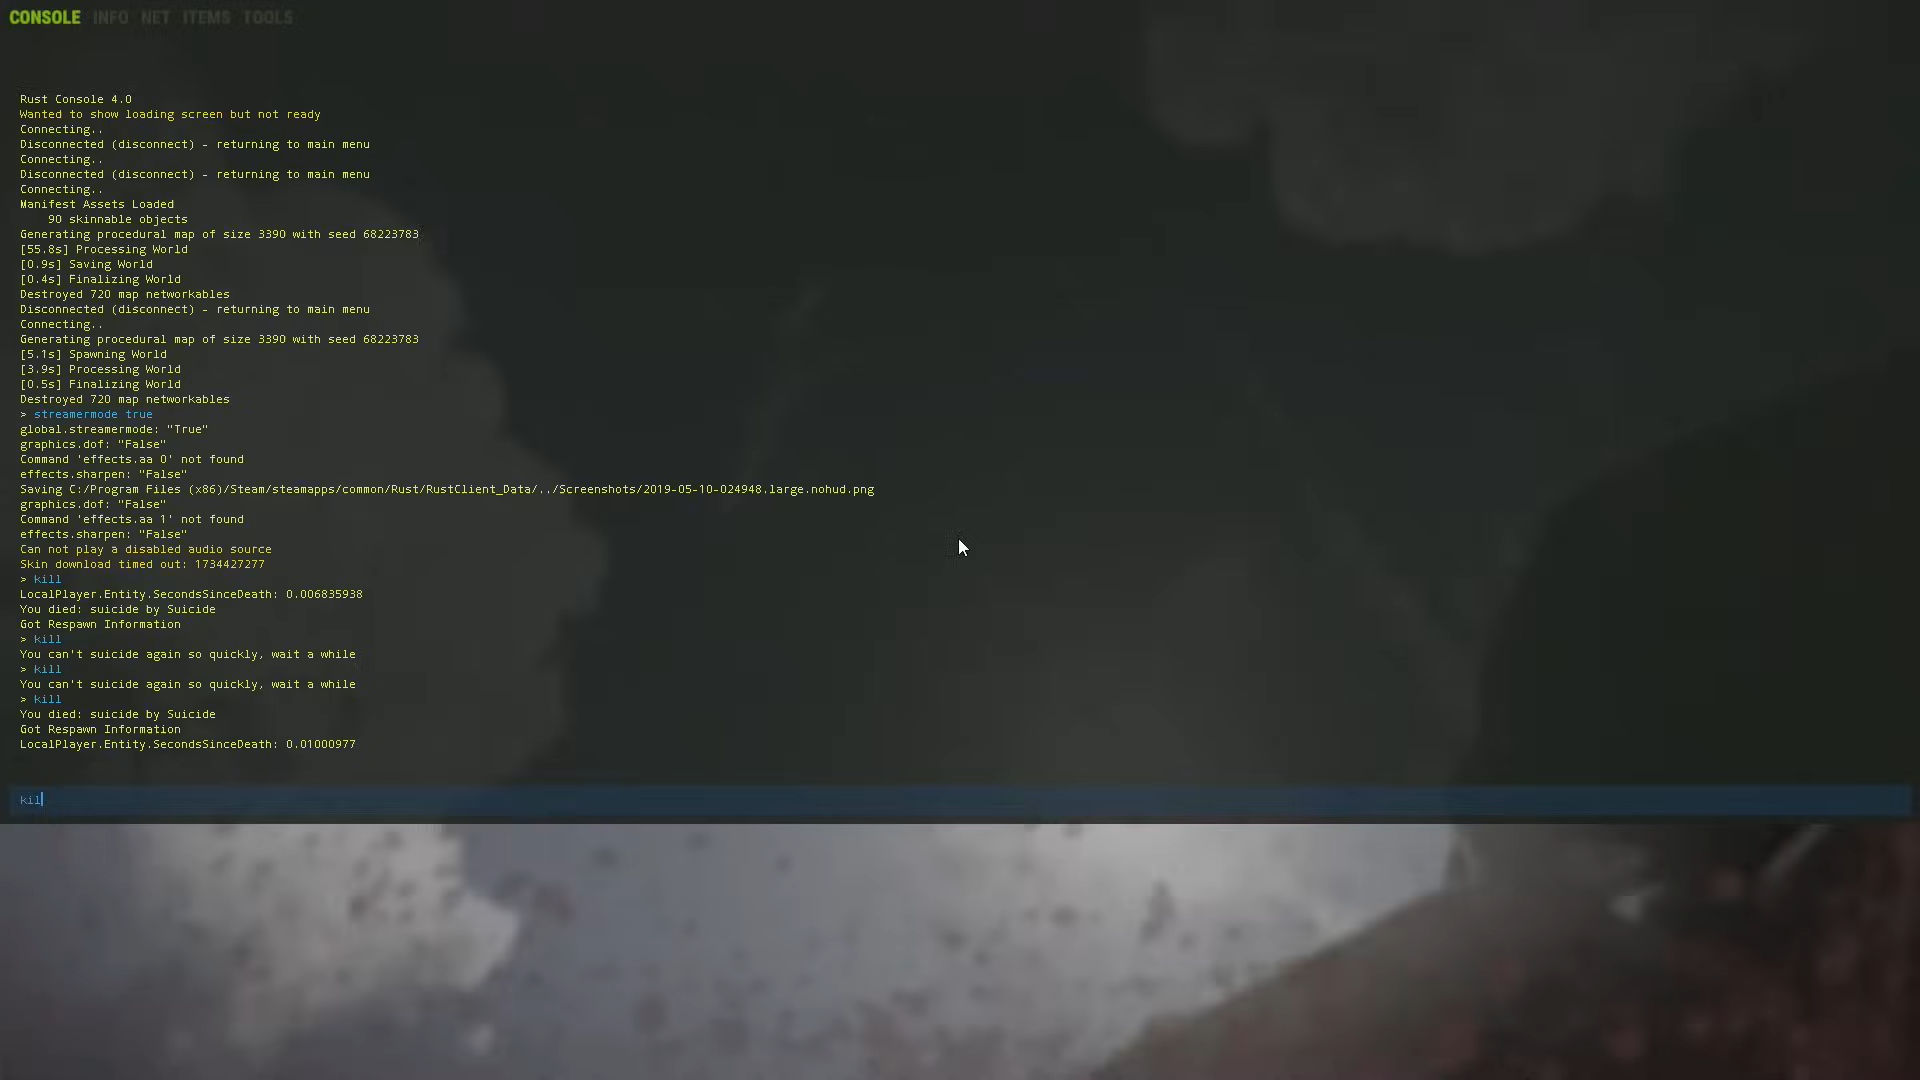 CONSOLE INFO NET ITEMS TOOLS
Rust Console 4.0
Wanted to show loading screen but not ready
Connecting..
Disconnected (disconnect) - returning to main menu
Connecting..
Disconnected (disconnect) - returning to main menu
Connecting..
Manifest Assets Loaded
90 skinnable objects
Generating procedural map of size 3390 with seed 68223783
[55.8s] Processing World
[0.9s] Saving World
[0.4s] Finalizing World
Destroyed 720 map networkables
Disconnected (disconnect) - returning to main menu
Connecting..
Generating procedural map of size 3390 with seed 68223783
[5.1s] Spawning World
[3.9s] Processing World
[0.5s] Finalizing World
Destroyed 720 map networkables
> streamermode true
global.streamermode: "True"
graphics.dof: "False"
Command 'effects.aa 0' not found
effects.sharpen: "False"
Saving C:/Program Files (x86)/Steam/steamapps/common/Rust/RustClient_Data/../Screenshots/2019-05-10-024948.large.nohud.png
graphics.dof: "False"
Command 'effects.aa 1' not found
effects.sharpen: "False"
Can not play a disabled audio source
Skin download timed out: 1734427277
> kill
LocalPlayer.Entity.SecondsSinceDeath: 0.006835938
You died: suicide by Suicide
Got Respawn Information
> kill
You can't suicide again so quickly, wait a while
> kill
You can't suicide again so quickly, wait a while
> kill
You died: suicide by Suicide
Got Respawn Information
LocalPlayer.Entity.SecondsSinceDeath: 0.01000977
kil